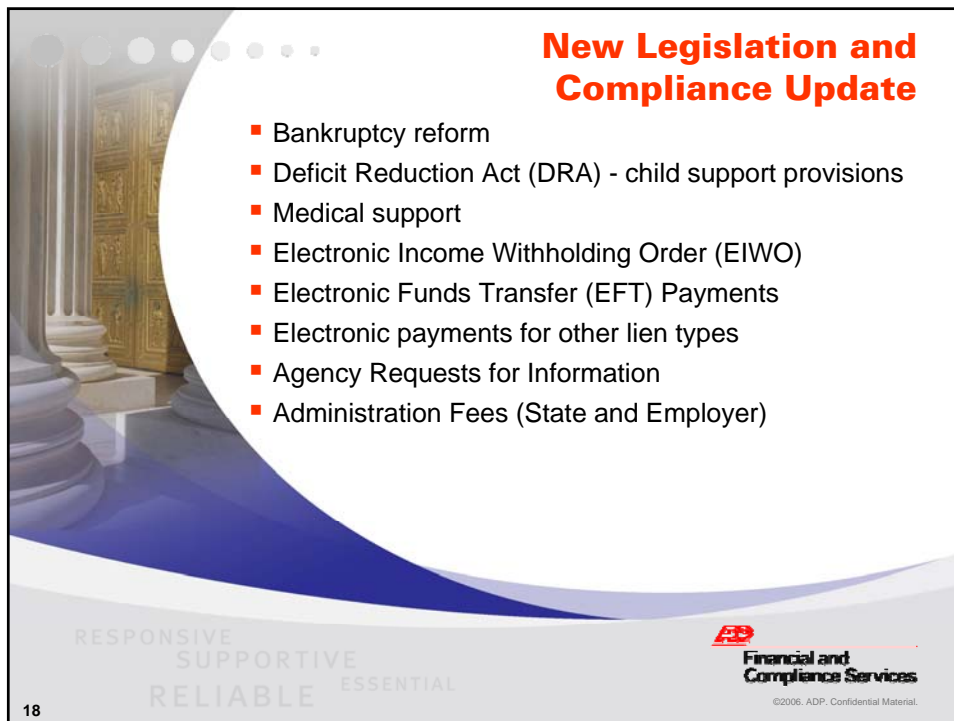 New Legislation and
Compliance Update
▪ Bankruptcy reform
▪ Deficit Reduction Act (DRA) - child support provisions
▪ Medical support
▪ Electronic Income Withholding Order (EIWO)
▪ Electronic Funds Transfer (EFT) Payments
▪ Electronic payments for other lien types
▪ Agency Requests for Information
▪ Administration Fees (State and Employer)
RESPONSIVE
SUPPORTIVE
RELIABLE ESSENTIAL
ADP
Financial and
Compliance Services
©2006. ADP. Confidential Material.
18